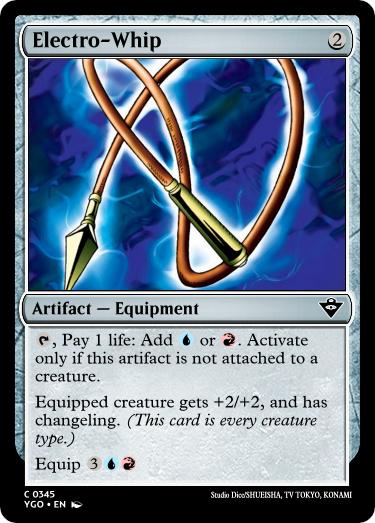 Electro-Whip 2
Artifact — Equipment
, Pay 1 life: Add or . Activate
only if this artifact is not attached to a
creature.
Equipped creature gets +2/+2, and has
changeling. (This card is every creature
type.)
Equip 3
C 0345
YGO • EN Studio Dice/SHUEISHA, TV TOKYO, KONAMI